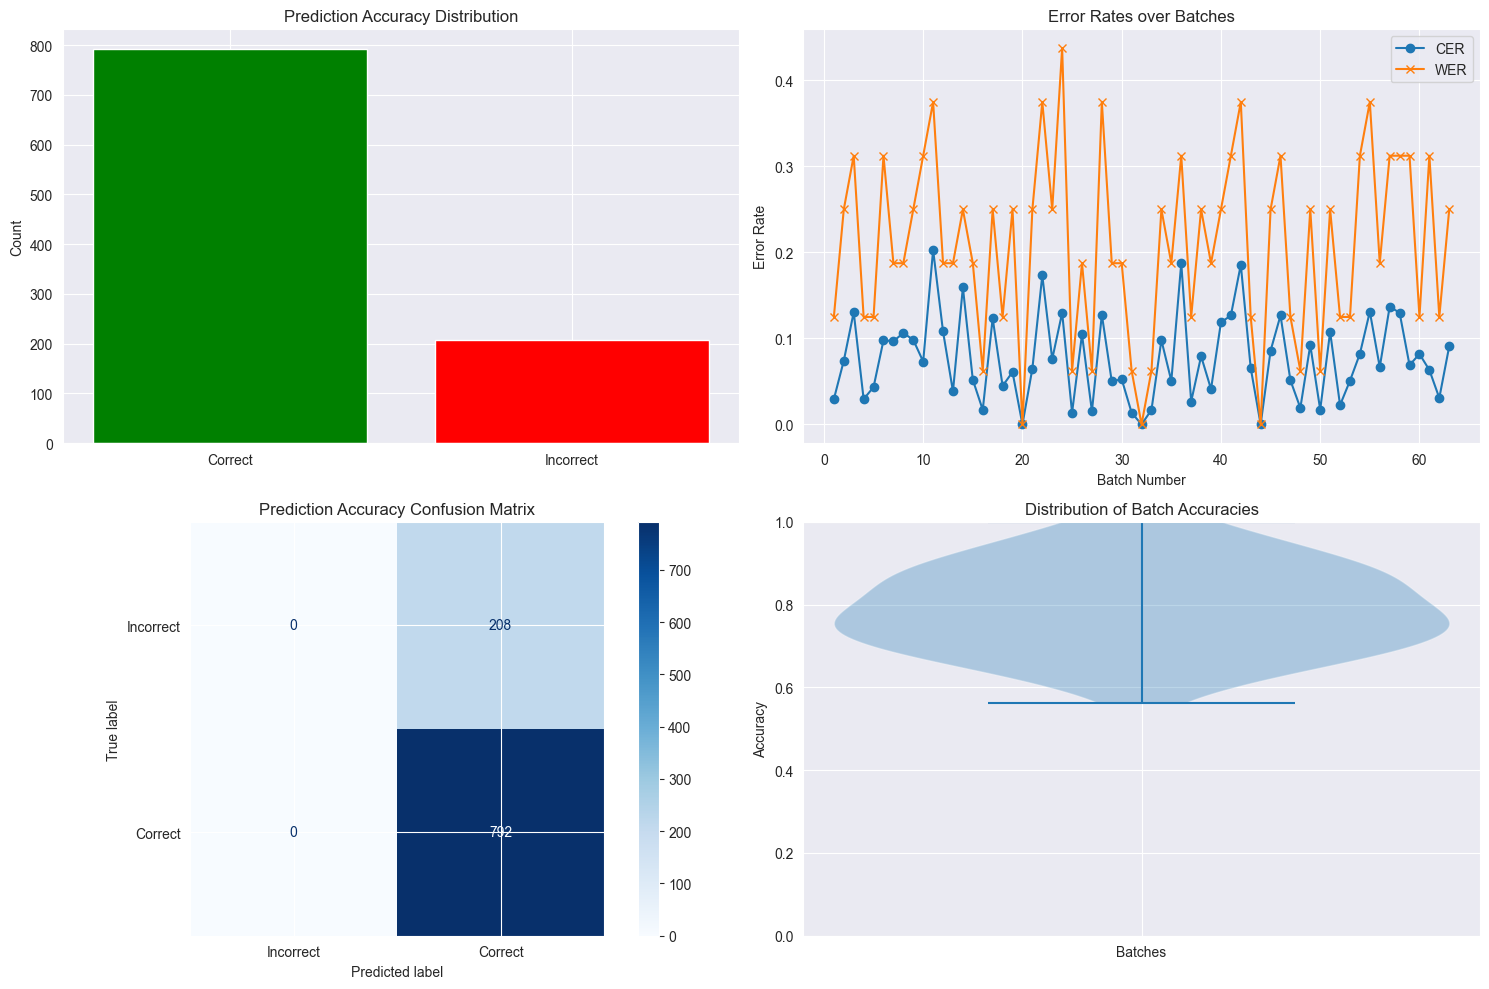 Prediction Accuracy Distribution
800
700
600
500
400
300
200
100
0
Count
Correct Incorrect
Error Rates over Batches
CER
WER
0.4
0.3
0.2
0.1
0.0
Error Rate
0 10 20 30 40 50 60
Batch Number
Prediction Accuracy Confusion Matrix
Incorrect 0 208
Correct 0 792
True label
Incorrect Correct
Predicted label
700
600
500
400
300
200
100
0
Distribution of Batch Accuracies
1.0
0.8
0.6
0.4
0.2
0.0
Accuracy
Batches